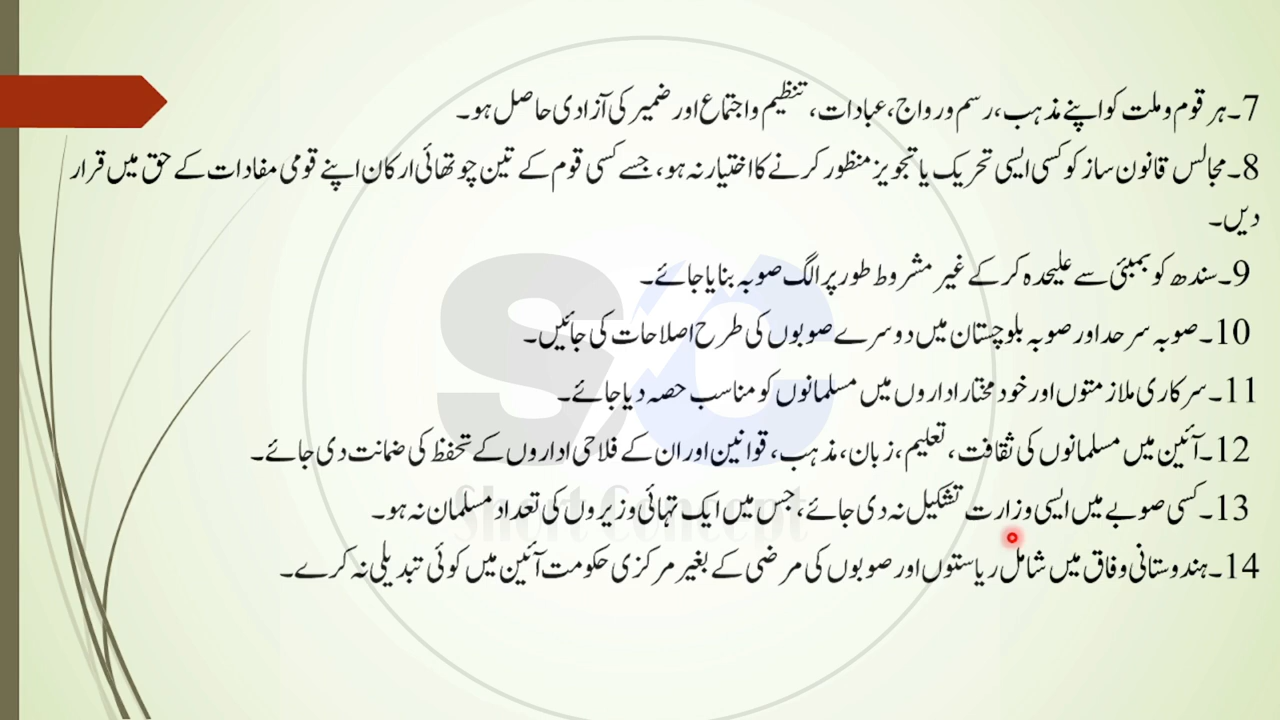 7۔ ہر قوم و ملت کو اپنے مذہب، رسم و رواج، عبادات، تنظیم و اجتماع اور ضمیر کی آزادی حاصل ہو۔
8۔ مجالس قانون ساز کو کسی ایسی تحریک یا تجویز منظور کرنے کا اختیار نہ ہو، جسے کسی قوم کے تین چوتھائی ارکان اپنے قومی مفادات کے حق میں قرار
دیں۔
9۔ سندھ کو بمبئی سے علیحدہ کر کے غیر مشروط طور پر الگ صوبہ بنایا جائے۔
10۔ صوبہ سرحد اور صوبہ بلوچستان میں دوسرے صوبوں کی طرح اصلاحات کی جائیں۔
11۔ سرکاری ملازمتوں اور خود مختار اداروں میں مسلمانوں کو مناسب حصہ دیا جائے۔
12۔ آئین میں مسلمانوں کی ثقافت، تعلیم، زبان، مذہب، قوانین اور ان کے فلاحی اداروں کے تحفظ کی ضمانت دی جائے۔
13۔ کسی صوبے میں ایسی وزارت تشکیل نہ دی جائے، جس میں ایک تہائی وزیروں کی تعداد مسلمان نہ ہو۔
14۔ ہندوستانی وفاق میں شامل ریاستوں اور صوبوں کی مرضی کے بغیر مرکزی حکومت آئین میں کوئی تبدیلی نہ کرے۔
S/C
Short Concept